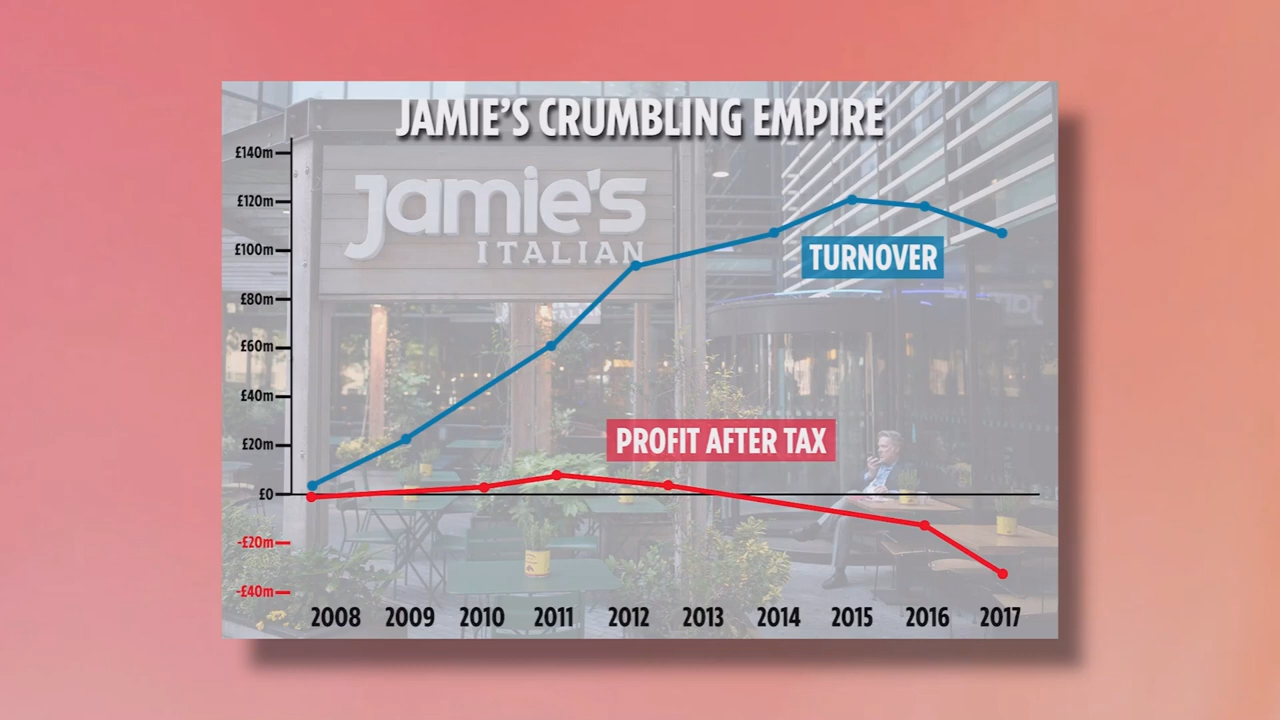 JAMIE'S CRUMBLING EMPIRE
£140m
£120m
£100m
£80m
£60m
£40m
£20m
£0
-£20m
-£40m
Jamie's
ITALIAN
TURNOVER
PROFIT AFTER TAX
2008 2009 2010 2011 2012 2013 2014 2015 2016 2017